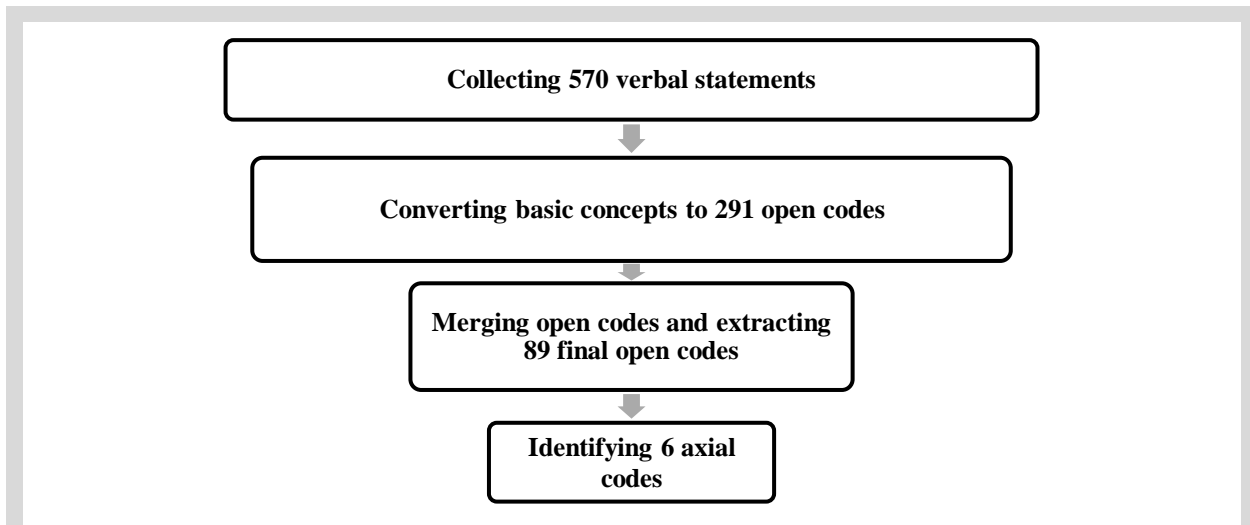 Collecting 570 verbal statements
Converting basic concepts to 291 open codes
Merging open codes and extracting
89 final open codes
Identifying 6 axial
codes